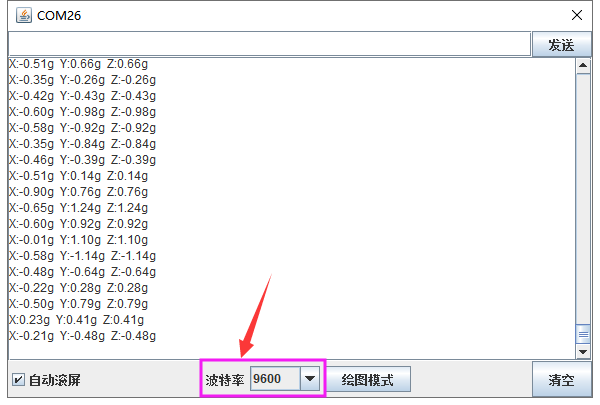 COM26
发送
X:-0.51g Y:0.66g Z:0.66g
X:-0.35g Y:-0.26g Z:-0.26g
X:-0.42g Y:-0.43g Z:-0.43g
X:-0.60g Y:-0.98g Z:-0.98g
X:-0.58g Y:-0.92g Z:-0.92g
X:-0.35g Y:-0.84g Z:-0.84g
X:-0.46g Y:-0.39g Z:-0.39g
X:-0.51g Y:0.14g Z:0.14g
X:-0.90g Y:0.76g Z:0.76g
X:-0.65g Y:1.24g Z:1.24g
X:-0.60g Y:0.92g Z:0.92g
X:-0.01g Y:1.10g Z:1.10g
X:-0.58g Y:-1.14g Z:-1.14g
X:-0.48g Y:-0.64g Z:-0.64g
X:-0.22g Y:0.28g Z:0.28g
X:-0.50g Y:0.79g Z:0.79g
X:0.23g Y:0.41g Z:0.41g
X:-0.21g Y:-0.48g Z:-0.48g
自动滚屏 波特率 9600 绘图模式 清空